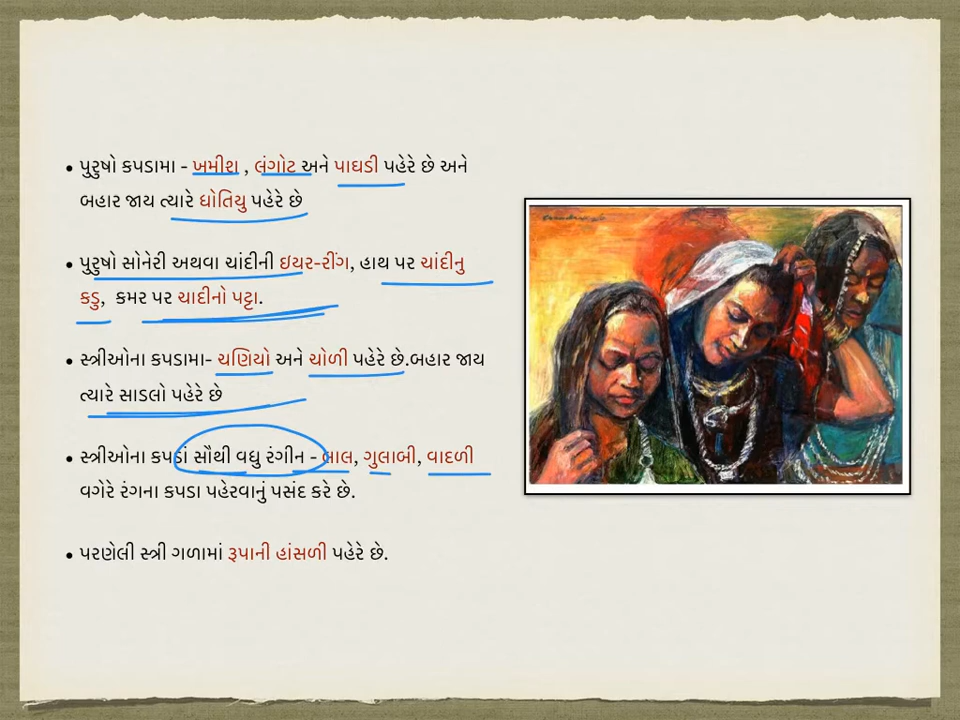 • પુરુષો કપડામા - ખમીશ , લંગોટ અને પાઘડી પહેરે છે અને
બહાર જાય ત્યારે ધોતિયુ પહેરે છે
• પુરુષો સોનેરી અથવા ચાંદીની ઇયર-રીંગ, હાથ પર ચાંદીનુ
કડુ, કમર પર ચાદીનો પટ્ટા.
• સ્ત્રીઓના કપડામા- ચણિયો અને ચોળી પહેરે છે.બહાર જાય
ત્યારે સાડલો પહેરે છે
• સ્ત્રીઓના કપડાં સૌથી વધુ રંગીન - લાલ, ગુલાબી, વાદળી
વગેરે રંગના કપડા પહેરવાનું પસંદ કરે છે.
• પરણેલી સ્ત્રી ગળામાં રૂપાની હાંસળી પહેરે છે.